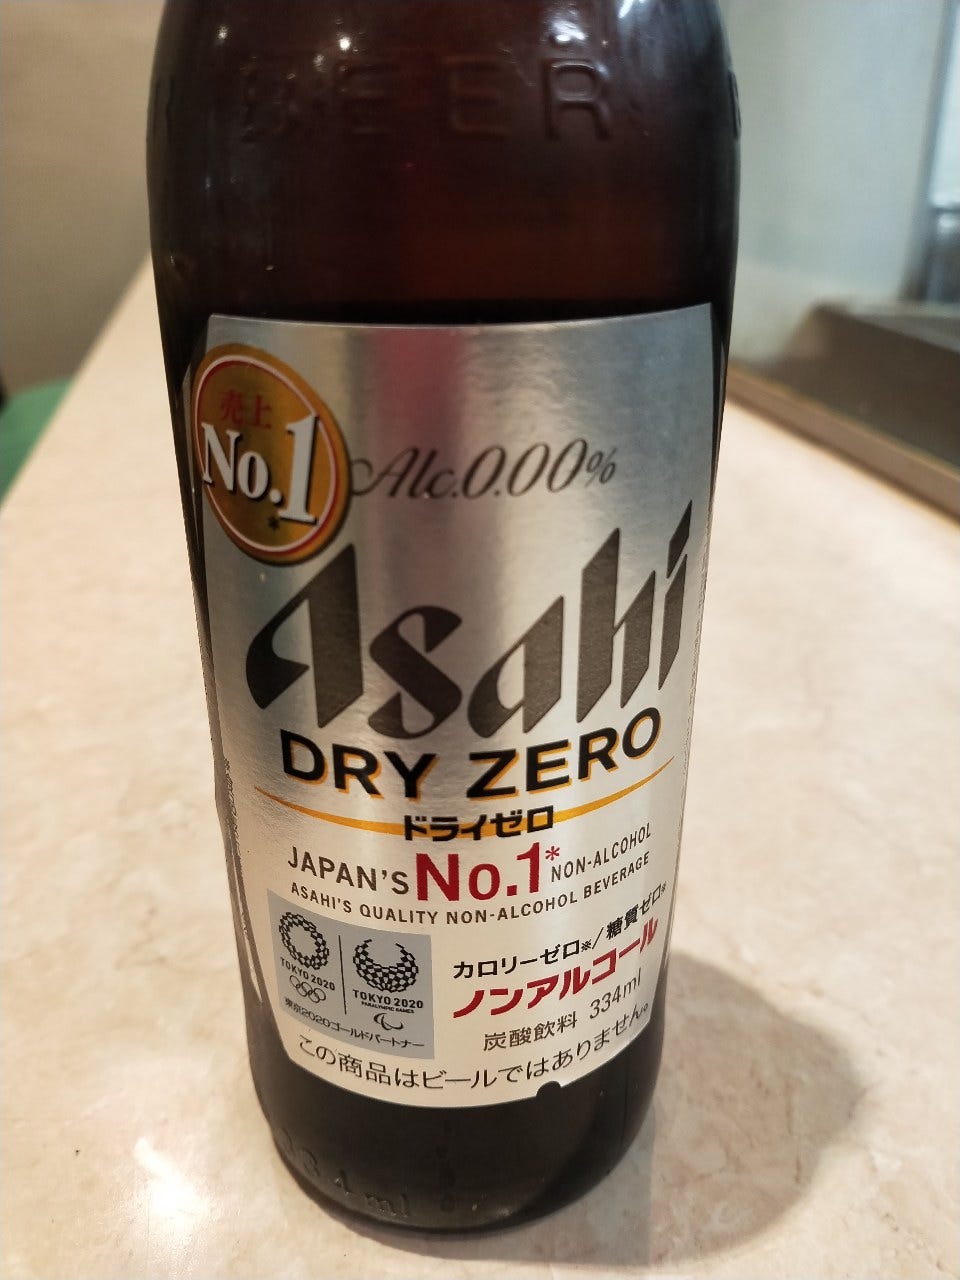 BEER
売上
No.1
*
Alc.0.00%
Asahi
DRY ZERO
ドライゼロ
JAPAN'S No.1* NON-ALCOHOL
ASAHI'S QUALITY NON-ALCOHOL BEVERAGE
カロリーゼロ※/糖質ゼロ※
ノンアルコール
炭酸飲料 334ml
TOKYO 2020
TOKYO 2020
PARALYMPIC GAMES
東京2020ゴールドパートナー
この商品はビールではありません。
334ml